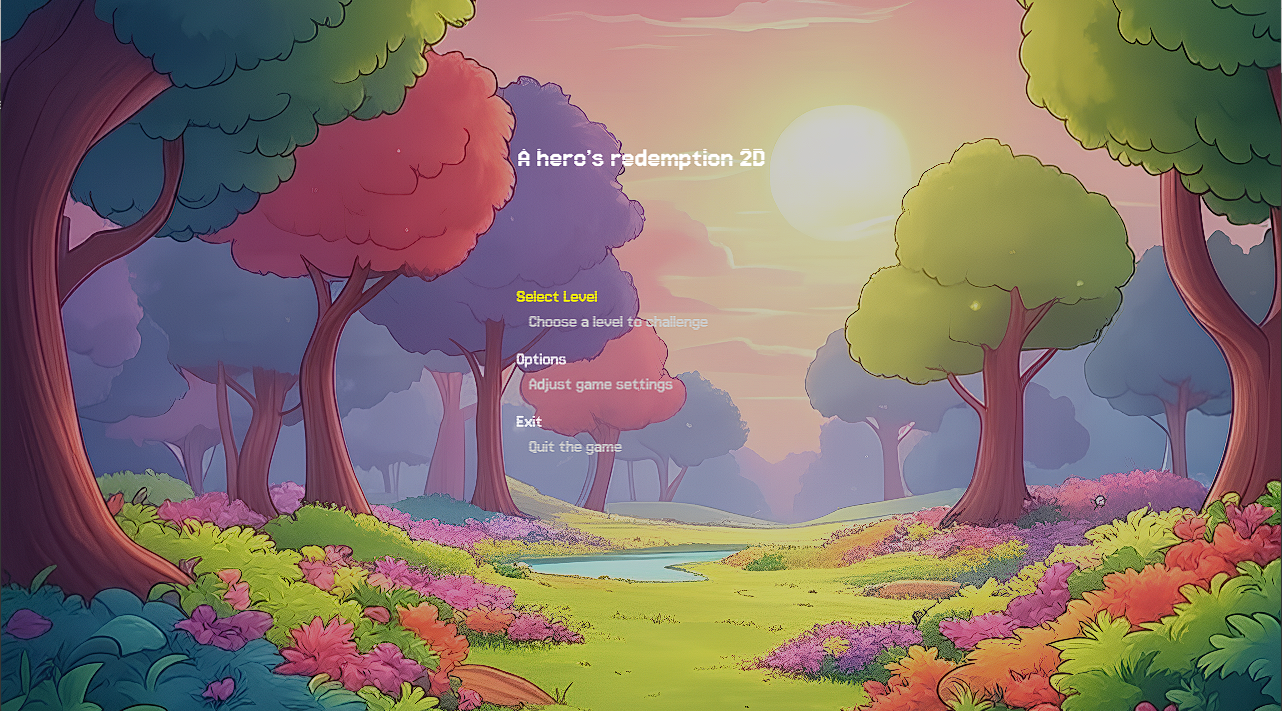 A hero's redemption 2D
Select Level
Choose a level to challenge
Options
Adjust game settings
Exit
Quit the game